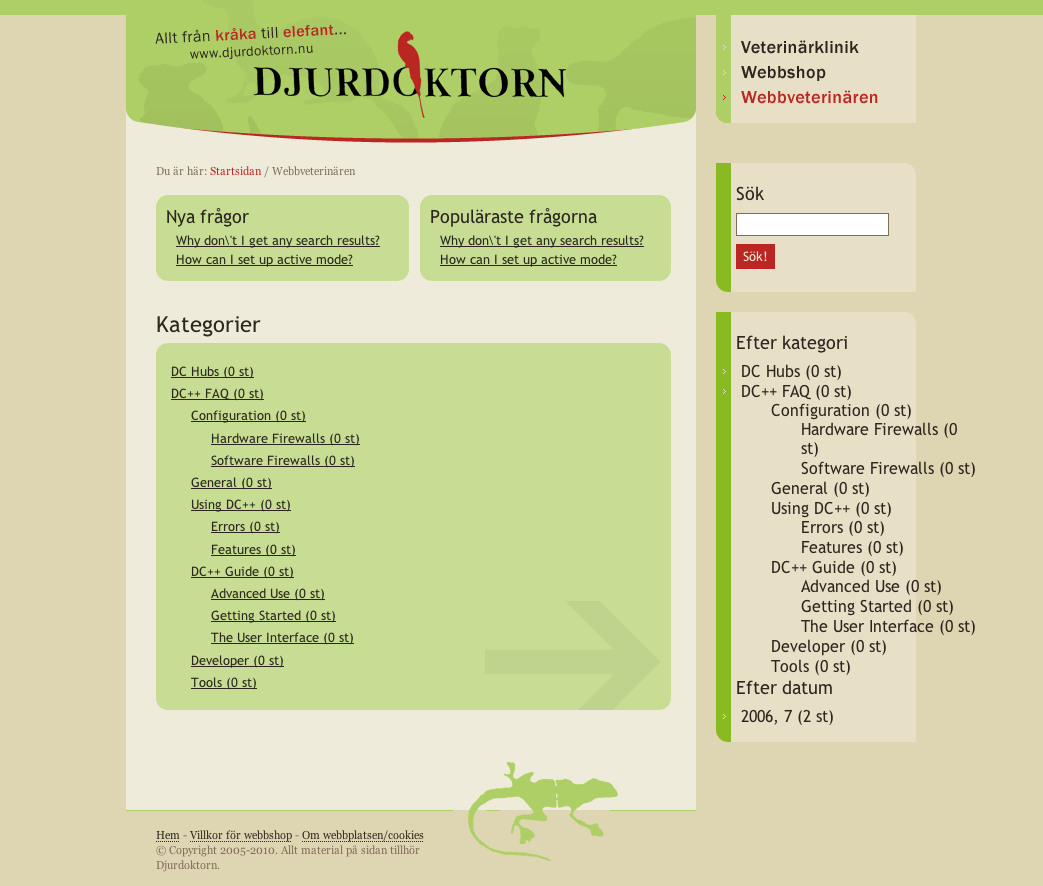 Allt från kråka till elefant...
www.djurdoktorn.nu
DJURDOKTORN
Veterinärklinik
Webbshop
Webbveterinären
Du är här: Startsidan / Webbveterinären
Nya frågor
Why don\'t I get any search results?
How can I set up active mode?
Populäraste frågorna
Why don\'t I get any search results?
How can I set up active mode?
Kategorier
DC Hubs (0 st)
DC++ FAQ (0 st)
Configuration (0 st)
Hardware Firewalls (0 st)
Software Firewalls (0 st)
General (0 st)
Using DC++ (0 st)
Errors (0 st)
Features (0 st)
DC++ Guide (0 st)
Advanced Use (0 st)
Getting Started (0 st)
The User Interface (0 st)
Developer (0 st)
Tools (0 st)
Sök
Sök!
Efter kategori
DC Hubs (0 st)
DC++ FAQ (0 st)
Configuration (0 st)
Hardware Firewalls (0
st)
Software Firewalls (0 st)
General (0 st)
Using DC++ (0 st)
Errors (0 st)
Features (0 st)
DC++ Guide (0 st)
Advanced Use (0 st)
Getting Started (0 st)
The User Interface (0 st)
Developer (0 st)
Tools (0 st)
Efter datum
2006, 7 (2 st)
Hem - Villkor för webbshop - Om webbplatsen/cookies
© Copyright 2005-2010. Allt material på sidan tillhör
Djurdoktorn.